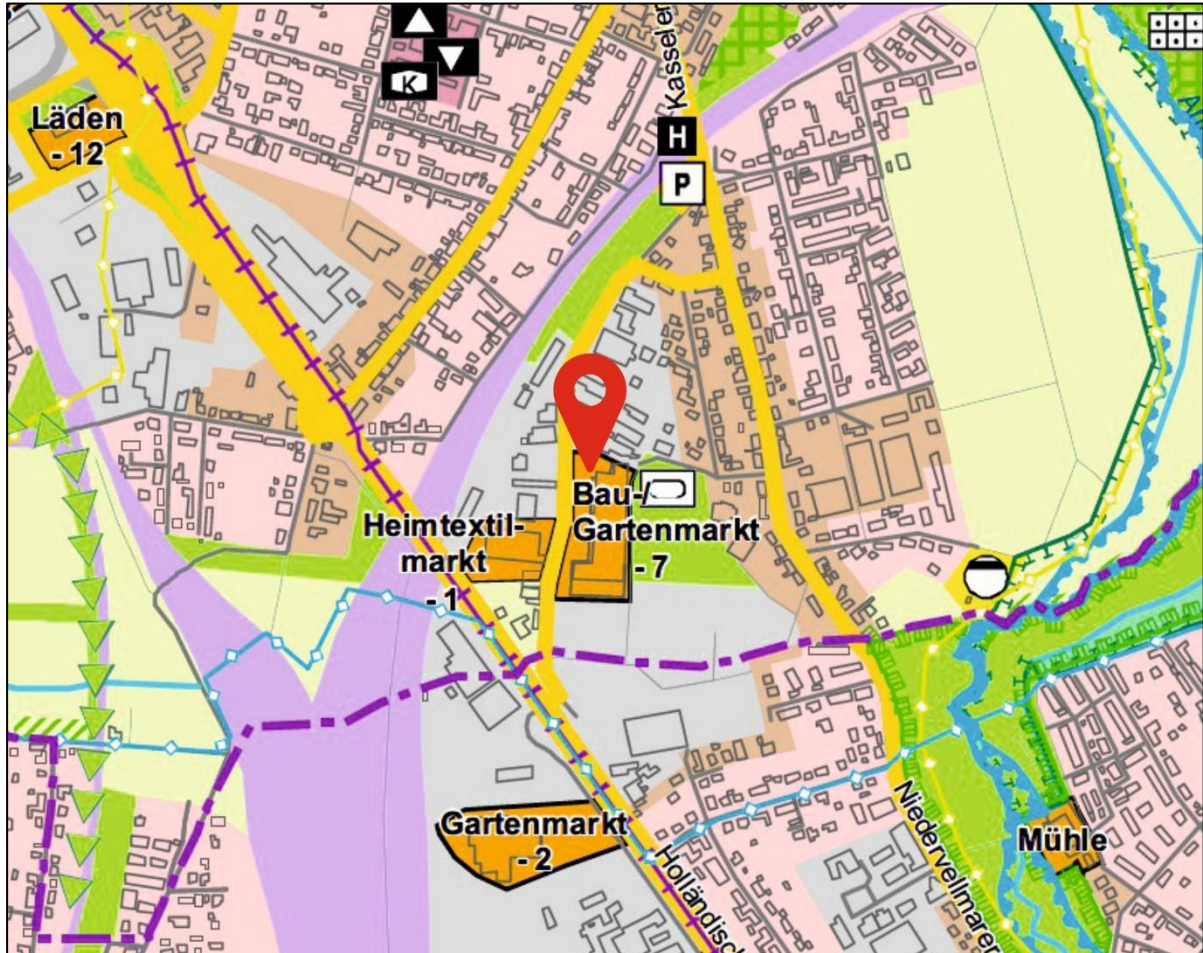 Läden
- 12
K
Kasseler
H
P
Bau-/
Gartenmarkt
- 7
Heimtextil-
markt
- 1
Gartenmarkt
- 2
Holländisch
Niedervellmarer
Mühle